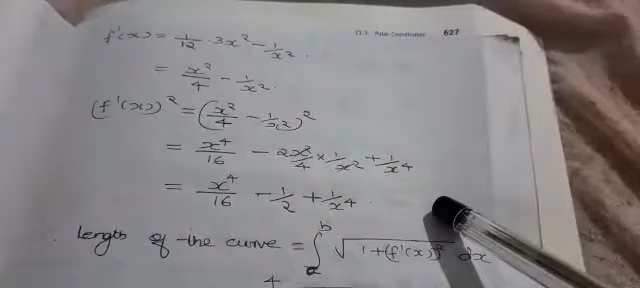 13.3 Polar Coordinates 627
f'(x) = 1/12 · 3x² - 1/x².
= x²/4 - 1/x².
(f'(x))² = (x²/4 - 1/x²)²
= x⁴/16 - 2x²/4 × 1/x² + 1/x⁴
= x⁴/16 - 1/2 + 1/x⁴.
Length of the curve = ∫ₐᵇ √(1+(f'(x))²) dx
4